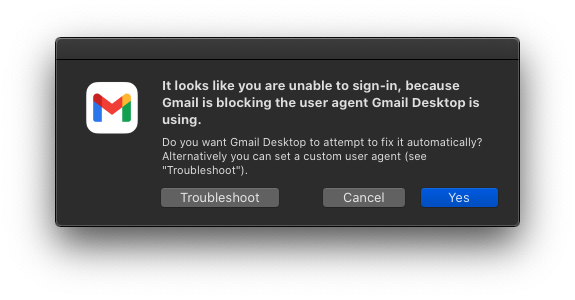 It looks like you are unable to sign-in, because
Gmail is blocking the user agent Gmail Desktop is
using.
Do you want Gmail Desktop to attempt to fix it automatically?
Alternatively you can set a custom user agent (see
"Troubleshoot").
Troubleshoot Cancel Yes